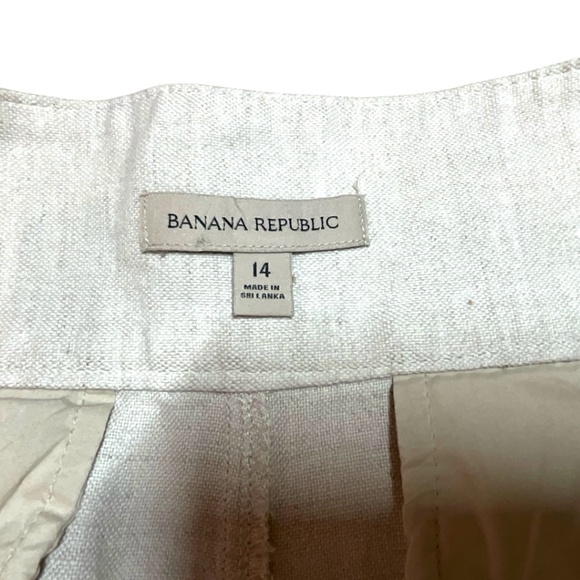 BANANA REPUBLIC
14
MADE IN
SRI LANKA